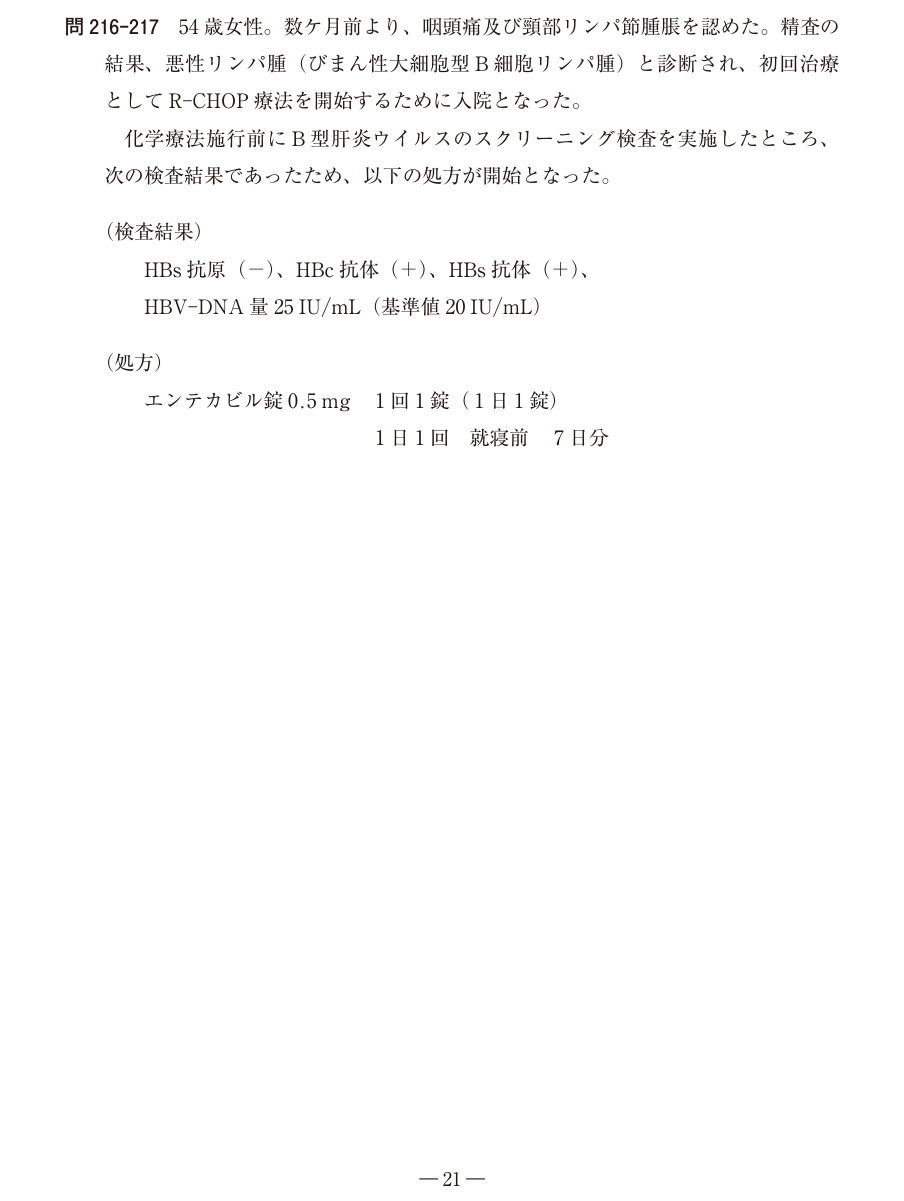 問 216-217　54 歳女性。数ケ月前より、咽頭痛及び頸部リンパ節腫脹を認めた。精査の
結果、悪性リンパ腫（びまん性大細胞型 B 細胞リンパ腫）と診断され、初回治療
として R-CHOP 療法を開始するために入院となった。
化学療法施行前に B 型肝炎ウイルスのスクリーニング検査を実施したところ、
次の検査結果であったため、以下の処方が開始となった。
（検査結果）
HBs 抗原（－）、HBc 抗体（＋）、HBs 抗体（＋）、
HBV-DNA 量 25 IU/mL（基準値 20 IU/mL）
（処方）
エンテカビル錠 0.5 mg　1 回 1 錠（1 日 1 錠）
1 日 1 回　就寝前　7 日分
― 21 ―